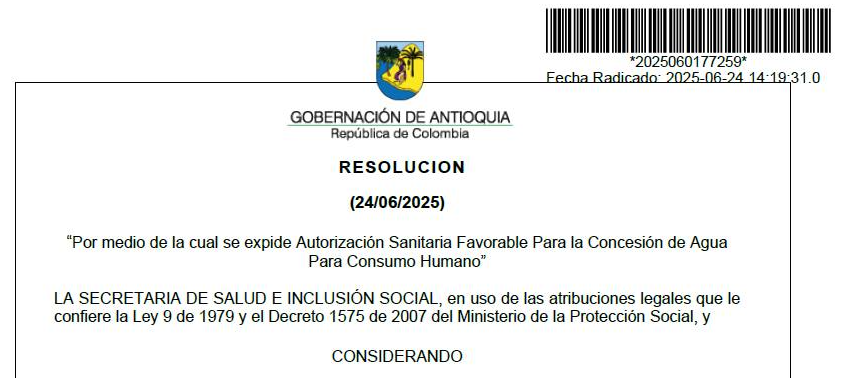 *2025060177259*
Fecha Radicado: 2025-06-24 14:19:31.0
GOBERNACIÓN DE ANTIOQUIA
República de Colombia
RESOLUCION
(24/06/2025)
“Por medio de la cual se expide Autorización Sanitaria Favorable Para la Concesión de Agua
Para Consumo Humano”
LA SECRETARIA DE SALUD E INCLUSIÓN SOCIAL, en uso de las atribuciones legales que le
confiere la Ley 9 de 1979 y el Decreto 1575 de 2007 del Ministerio de la Protección Social, y
CONSIDERANDO